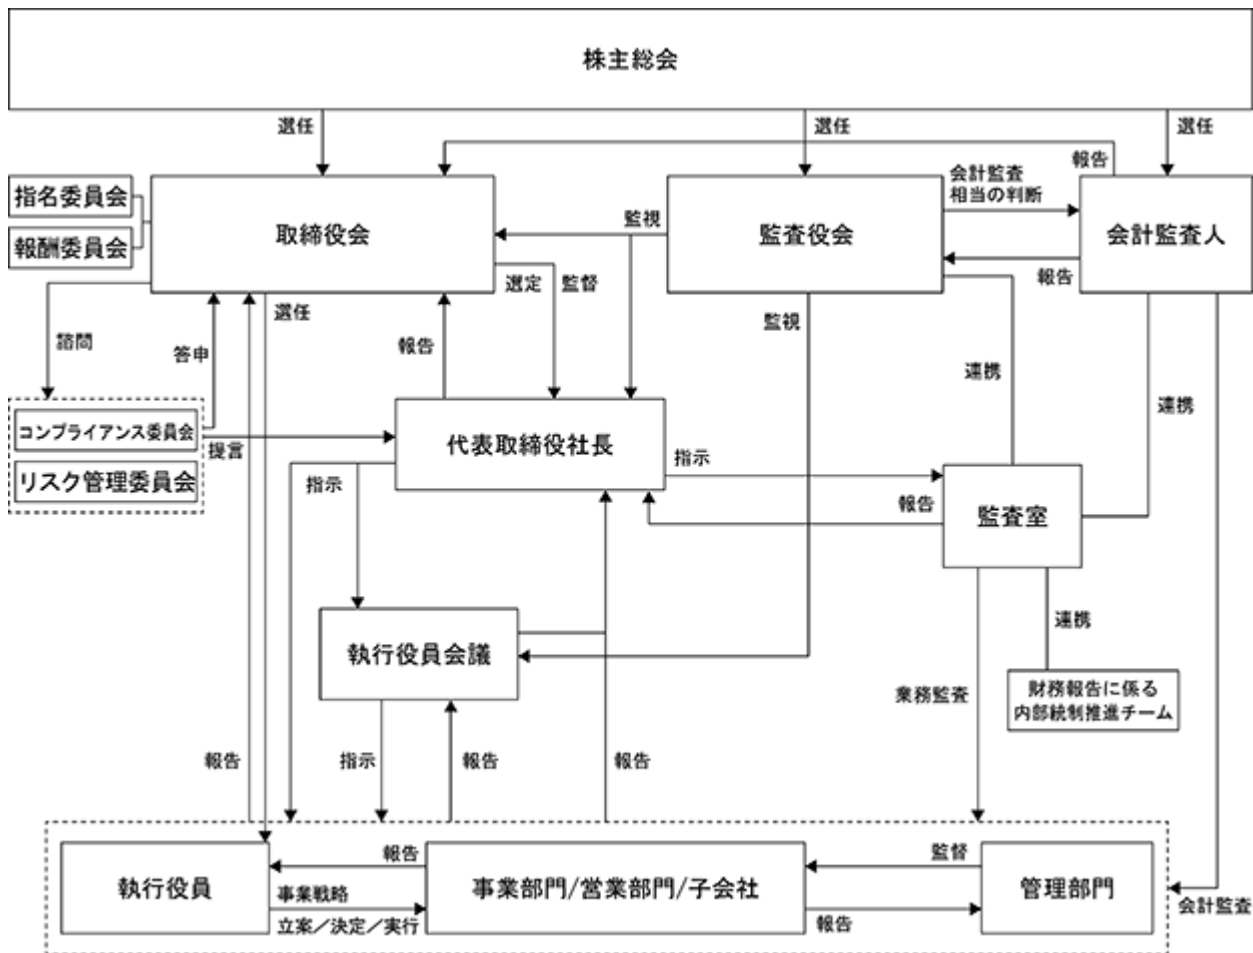 株主総会
選任
選任
選任
報告
指名委員会
報酬委員会
取締役会
監視
監査役会
会計監査
相当の判断
会計監査人
報告
選定
監督
選任
監視
諮問
答申
報告
連携
連携
コンプライアンス委員会
提言
リスク管理委員会
代表取締役社長
指示
指示
報告
監査室
執行役員会議
連携
業務監査
財務報告に係る
内部統制推進チーム
報告
指示
報告
報告
執行役員
報告
事業戦略
立案／決定／実行
事業部門/営業部門/子会社
監督
報告
管理部門
会計監査